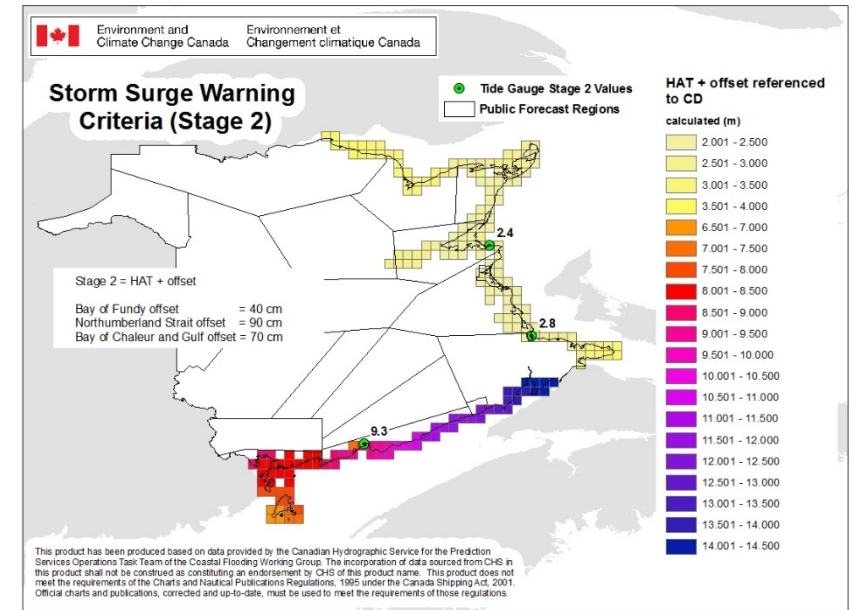 Environment and Environnement et
Climate Change Canada Changement climatique Canada
Storm Surge Warning
Criteria (Stage 2)
Tide Gauge Stage 2 Values
Public Forecast Regions
HAT + offset referenced
to CD
calculated (m)
2.001 - 2.500
2.501 - 3.000
3.001 - 3.500
3.501 - 4.000
6.501 - 7.000
7.001 - 7.500
7.501 - 8.000
8.001 - 8.500
8.501 - 9.000
9.001 - 9.500
9.501 - 10.000
10.001 - 10.500
10.501 - 11.000
11.001 - 11.500
11.501 - 12.000
12.001 - 12.500
12.501 - 13.000
13.001 - 13.500
13.501 - 14.000
14.001 - 14.500
2.4
2.8
9.3
Stage 2 = HAT + offset
Bay of Fundy offset = 40 cm
Northumberland Strait offset = 90 cm
Bay of Chaleur and Gulf offset = 70 cm
This product has been produced based on data provided by the Canadian Hydrographic Service for the Prediction
Services Operations Task Team of the Coastal Flooding Working Group. The incorporation of data sourced from CHS in
this product shall not be construed as constituting an endorsement by CHS of this product name. This product does not
meet the requirements of the Charts and Nautical Publications Regulations, 1995 under the Canada Shipping Act, 2001.
Official charts and publications, corrected and up-to-date, must be used to meet the requirements of those regulations.